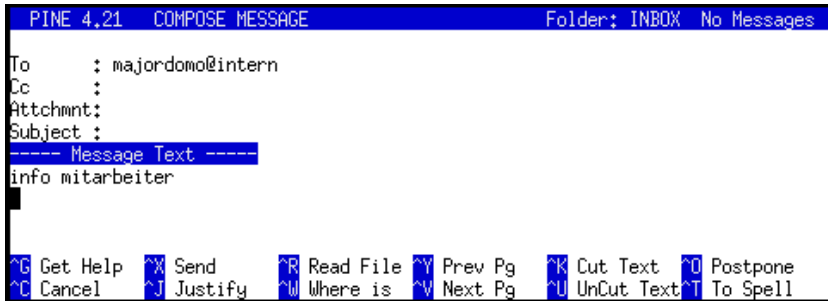 PINE 4.21 COMPOSE MESSAGE Folder: INBOX No Messages
To : majordomo@intern
Cc :
Attchmnt:
Subject :
----- Message Text -----
info mitarbeiter
^G Get Help ^X Send ^R Read File ^Y Prev Pg ^K Cut Text ^O Postpone
^C Cancel ^J Justify ^W Where is ^V Next Pg ^U UnCut Text^T To Spell